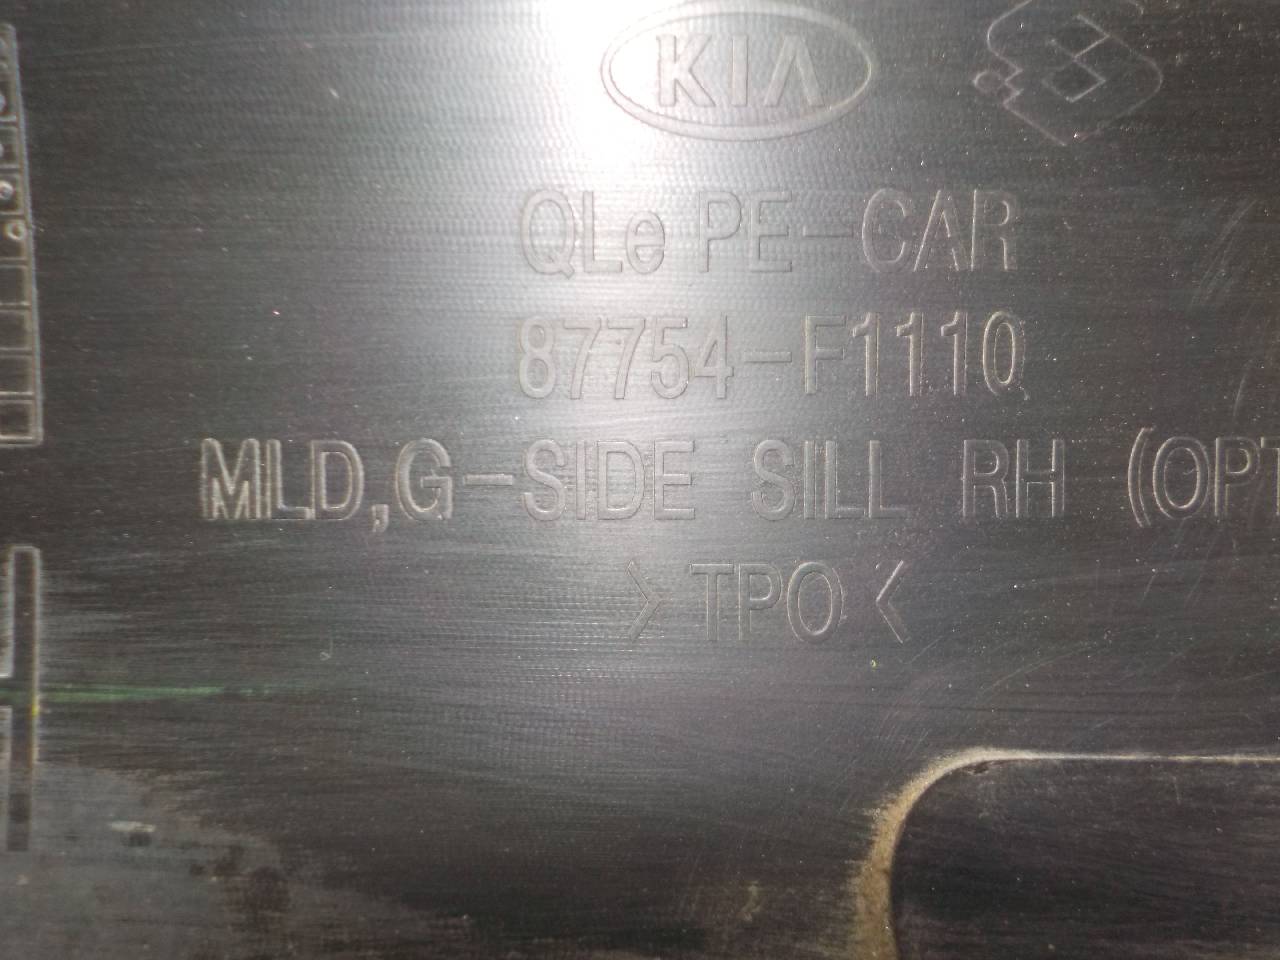 KIA
QLe PE-CAR
87754-F1110
MLD,G-SIDE SILL RH (OPT
>TPO<